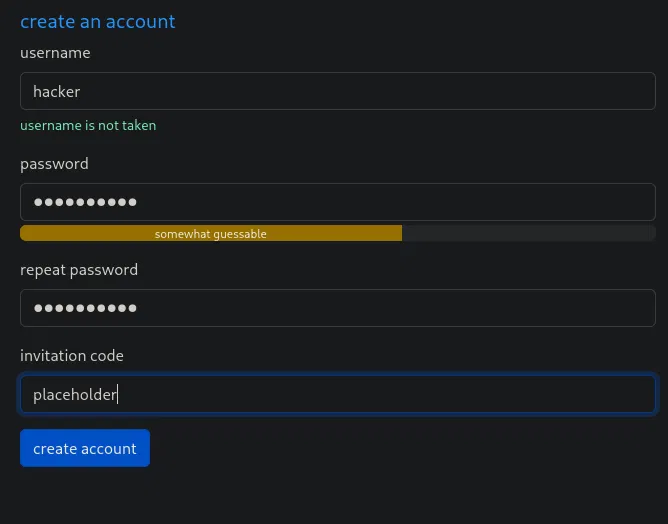 create an account
username
hacker
username is not taken
password
●●●●●●●●●●
somewhat guessable
repeat password
●●●●●●●●●●
invitation code
placeholder
create account